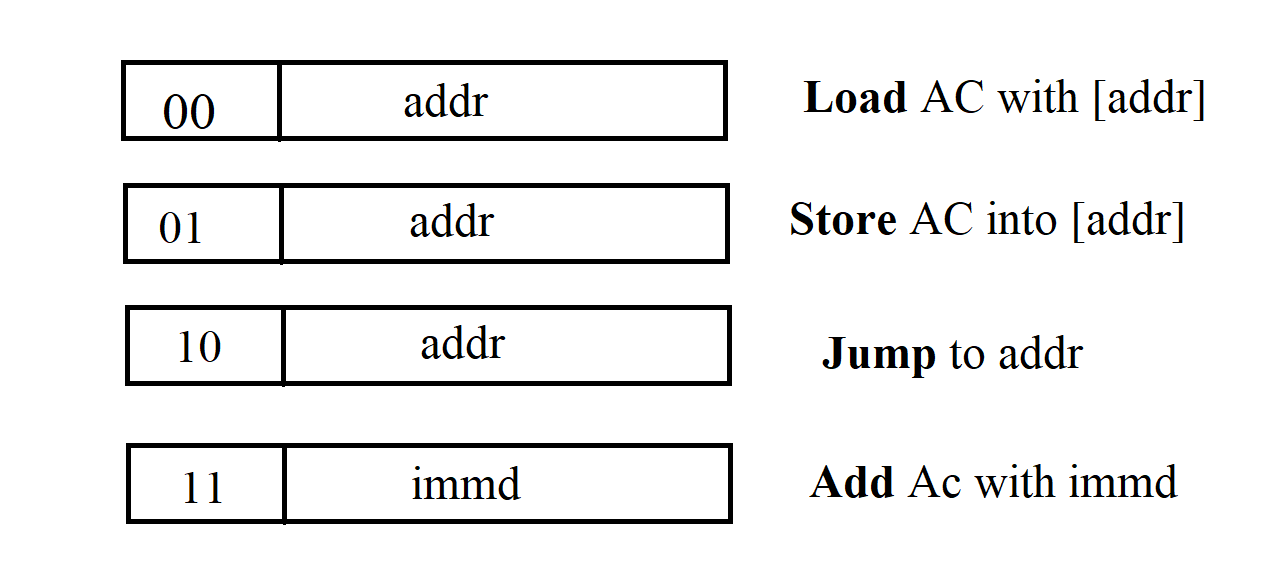 00 addr Load AC with [addr]
01 addr Store AC into [addr]
10 addr Jump to addr
11 immd Add Ac with immd